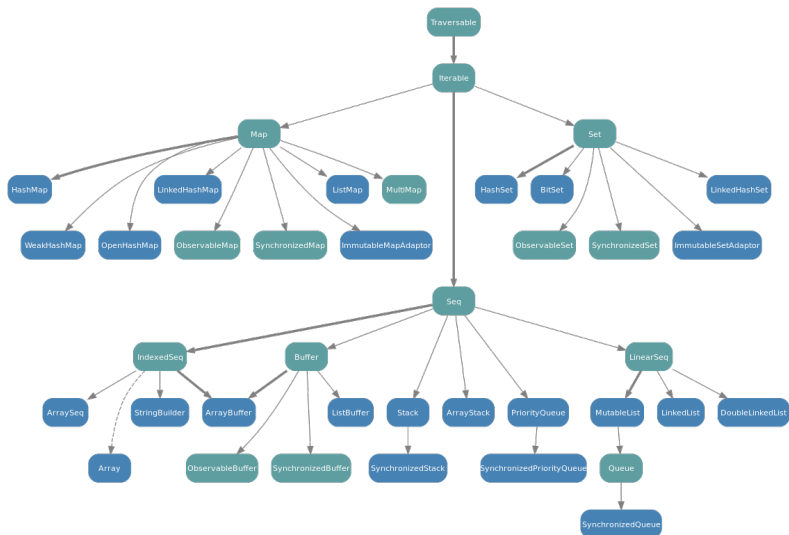 Traversable
Iterable
Map
Set
HashMap
LinkedHashMap
ListMap
MultiMap
HashSet
BitSet
LinkedHashSet
WeakHashMap
OpenHashMap
ObservableMap
SynchronizedMap
ImmutableMapAdaptor
ObservableSet
SynchronizedSet
ImmutableSetAdaptor
Seq
IndexedSeq
Buffer
LinearSeq
ArraySeq
StringBuilder
ArrayBuffer
ListBuffer
Stack
ArrayStack
PriorityQueue
MutableList
LinkedList
DoubleLinkedList
Array
ObservableBuffer
SynchronizedBuffer
SynchronizedStack
SynchronizedPriorityQueue
Queue
SynchronizedQueue